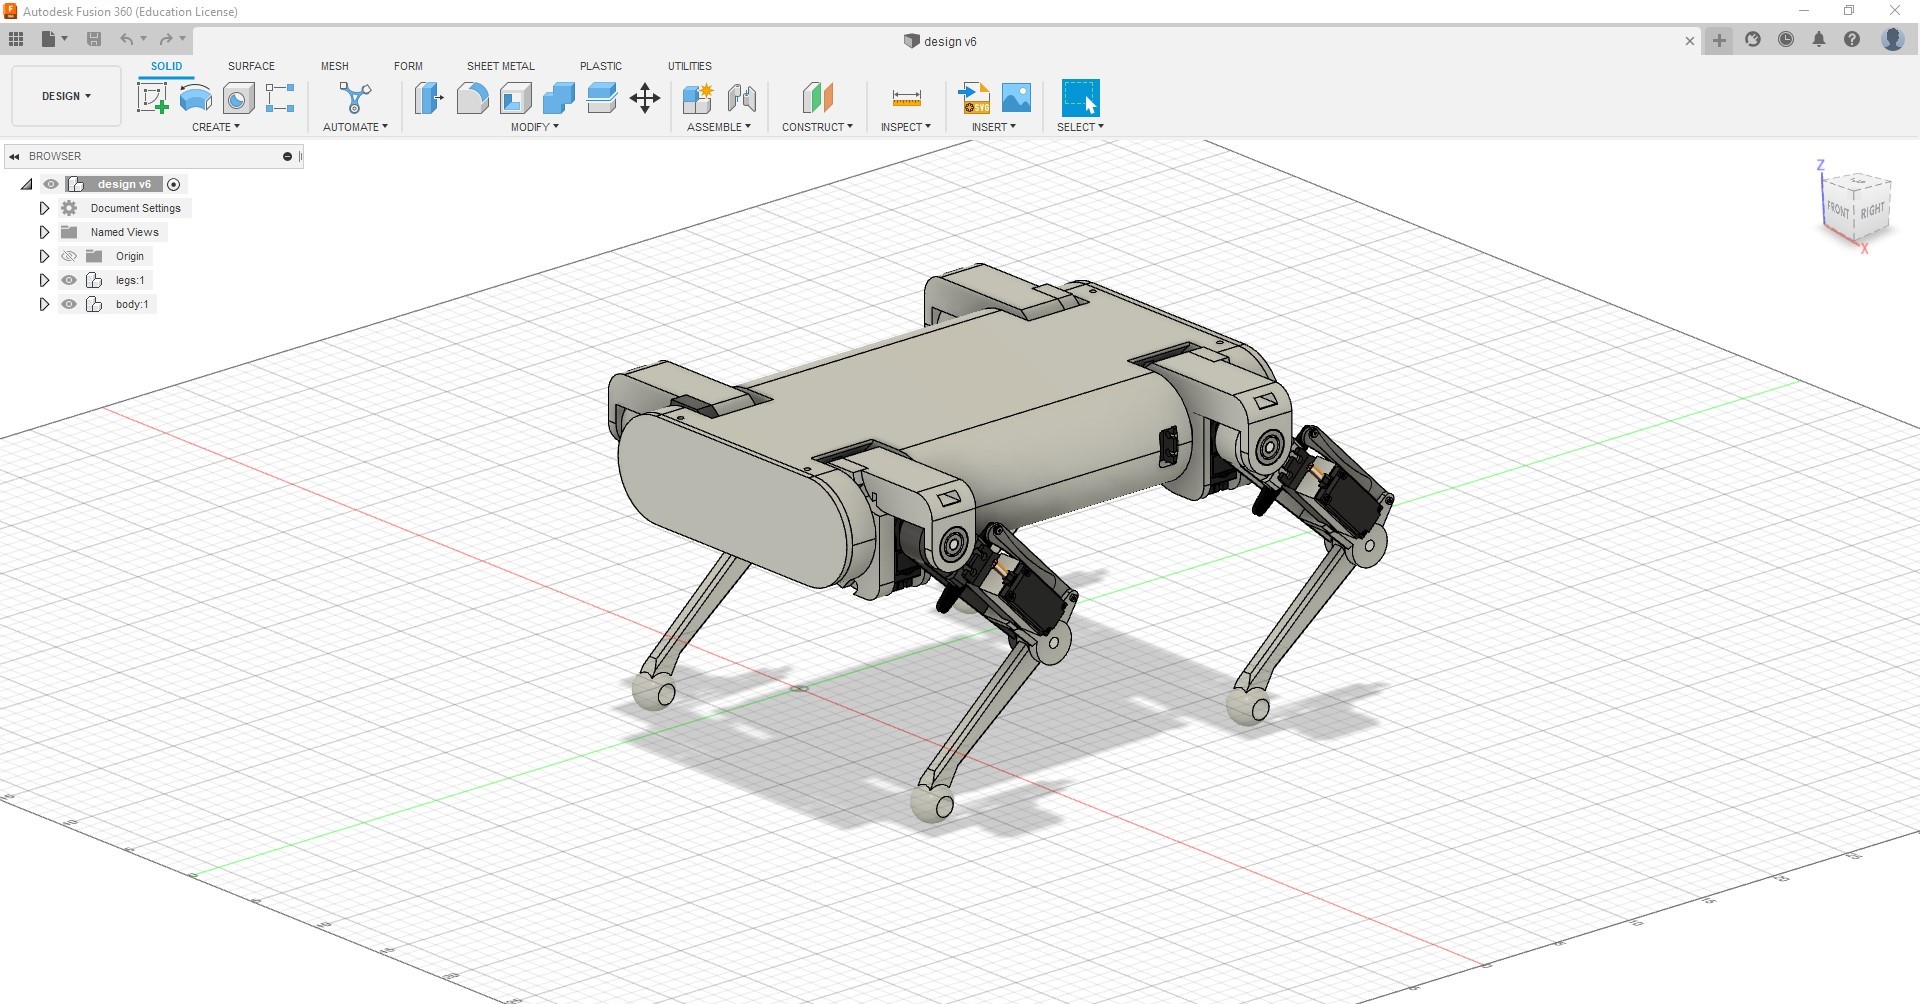 Autodesk Fusion 360 (Education License)
design v6
SOLID SURFACE MESH FORM SHEET METAL PLASTIC UTILITIES
DESIGN
CREATE AUTOMATE MODIFY ASSEMBLE CONSTRUCT INSPECT INSERT SELECT
BROWSER
design v6
Document Settings
Named Views
Origin
legs:1
body:1
Z
FRONT RIGHT
X
SVG